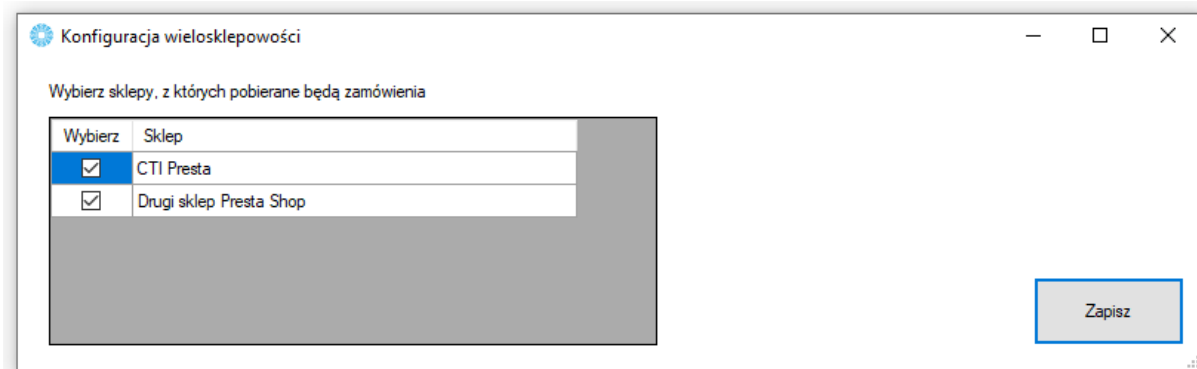 Konfiguracja wielosklepowości
Wybierz sklepy, z których pobierane będą zamówienia
Wybierz Sklep
CTI Presta
Drugi sklep Presta Shop
Zapisz